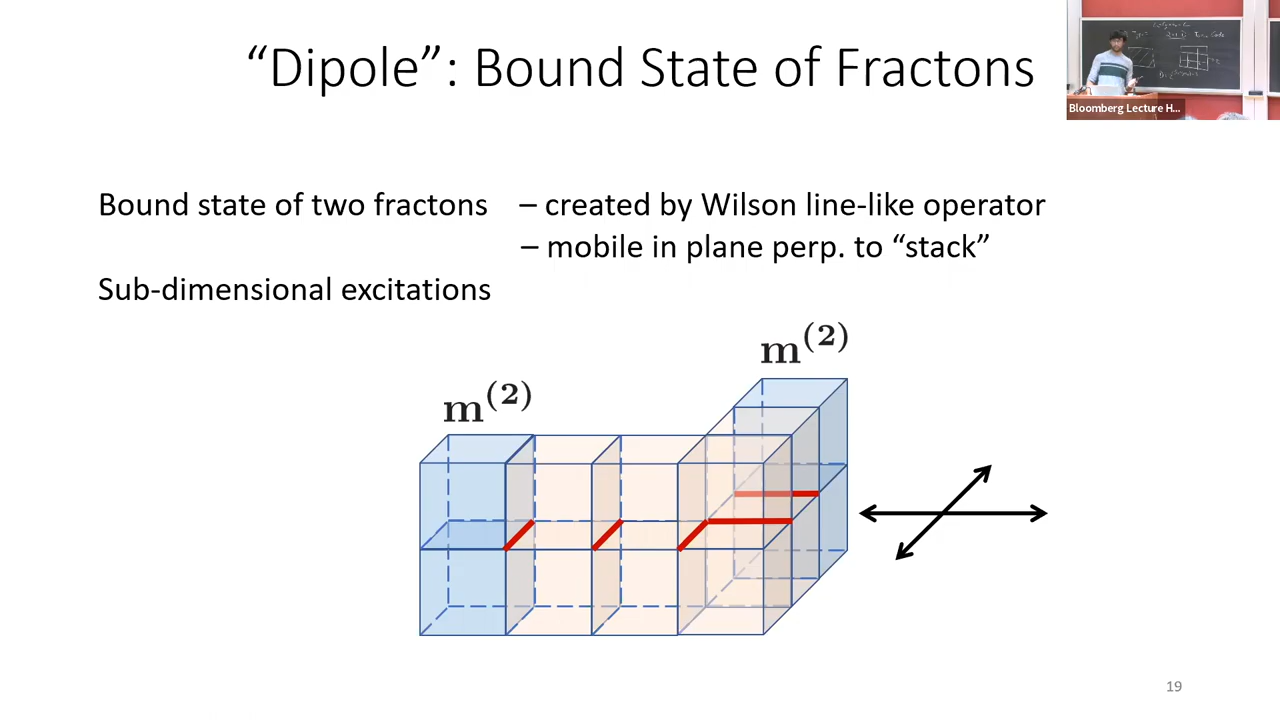 “Dipole”: Bound State of Fractons
Bloomberg Lecture H...
Bound state of two fractons – created by Wilson line-like operator
– mobile in plane perp. to “stack”
Sub-dimensional excitations
m(2)
m(2)
19